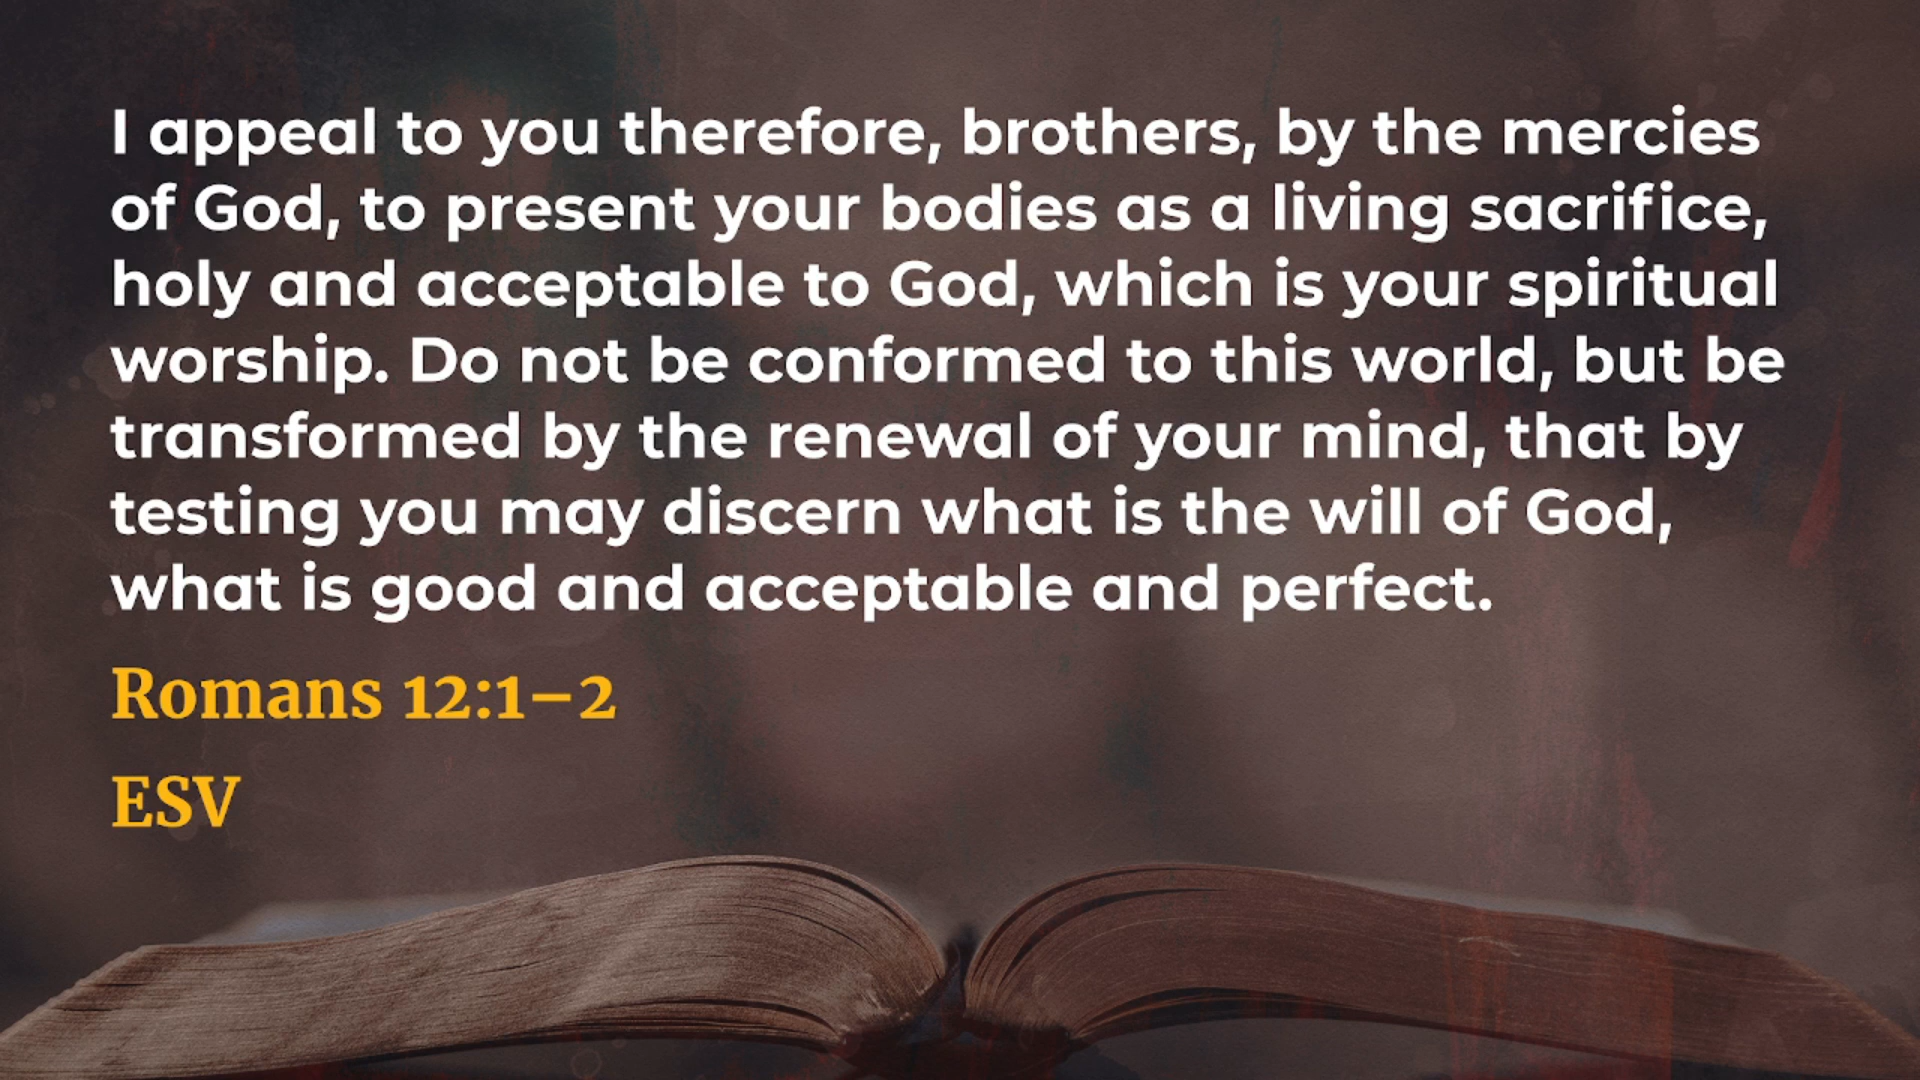 I appeal to you therefore, brothers, by the mercies
of God, to present your bodies as a living sacrifice,
holy and acceptable to God, which is your spiritual
worship. Do not be conformed to this world, but be
transformed by the renewal of your mind, that by
testing you may discern what is the will of God,
what is good and acceptable and perfect.
Romans 12:1–2
ESV